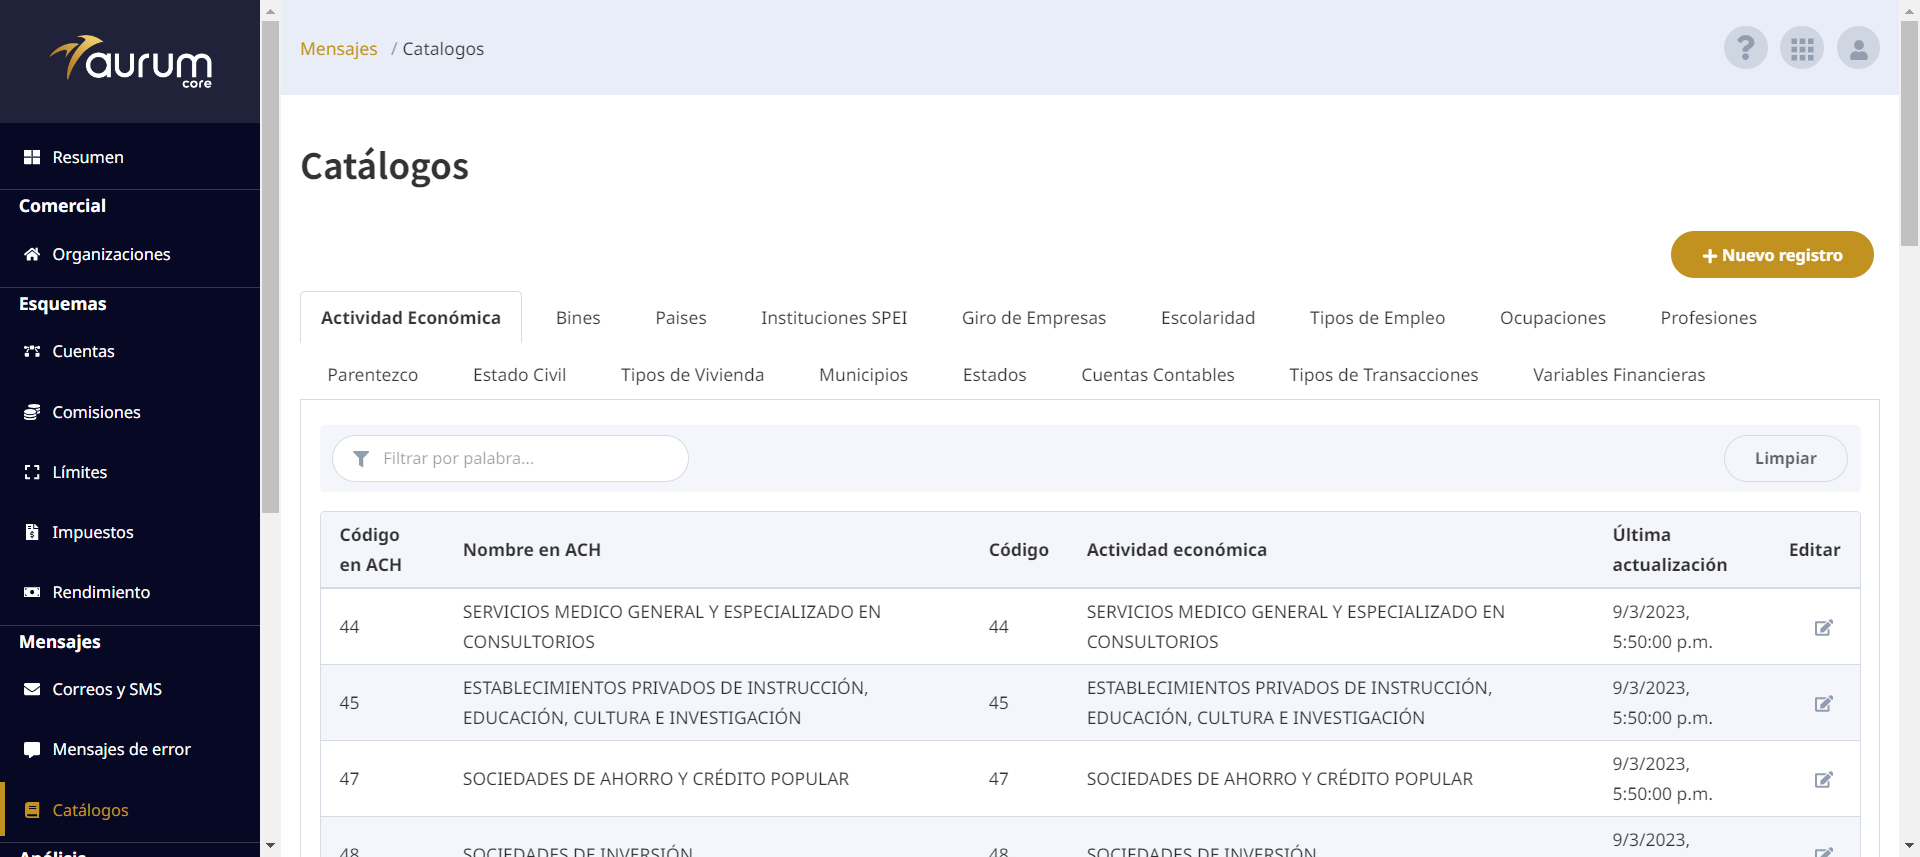 aurum
core
Resumen
Comercial
Organizaciones
Esquemas
Cuentas
Comisiones
Límites
Impuestos
Rendimiento
Mensajes
Correos y SMS
Mensajes de error
Catálogos
Análisis
Mensajes / Catalogos
?
Catálogos
+ Nuevo registro
Actividad Económica Bines Paises Instituciones SPEI Giro de Empresas Escolaridad Tipos de Empleo Ocupaciones Profesiones
Parentezco Estado Civil Tipos de Vivienda Municipios Estados Cuentas Contables Tipos de Transacciones Variables Financieras
Filtrar por palabra... Limpiar
Código
en ACH
Nombre en ACH
Código
Actividad económica
Última
actualización
Editar
44
SERVICIOS MEDICO GENERAL Y ESPECIALIZADO EN
CONSULTORIOS
44
SERVICIOS MEDICO GENERAL Y ESPECIALIZADO EN
CONSULTORIOS
9/3/2023,
5:50:00 p.m.
45
ESTABLECIMIENTOS PRIVADOS DE INSTRUCCIÓN,
EDUCACIÓN, CULTURA E INVESTIGACIÓN
45
ESTABLECIMIENTOS PRIVADOS DE INSTRUCCIÓN,
EDUCACIÓN, CULTURA E INVESTIGACIÓN
9/3/2023,
5:50:00 p.m.
47
SOCIEDADES DE AHORRO Y CRÉDITO POPULAR
47
SOCIEDADES DE AHORRO Y CRÉDITO POPULAR
9/3/2023,
5:50:00 p.m.
48
SOCIEDADES DE INVERSIÓN
48
SOCIEDADES DE INVERSIÓN
9/3/2023,